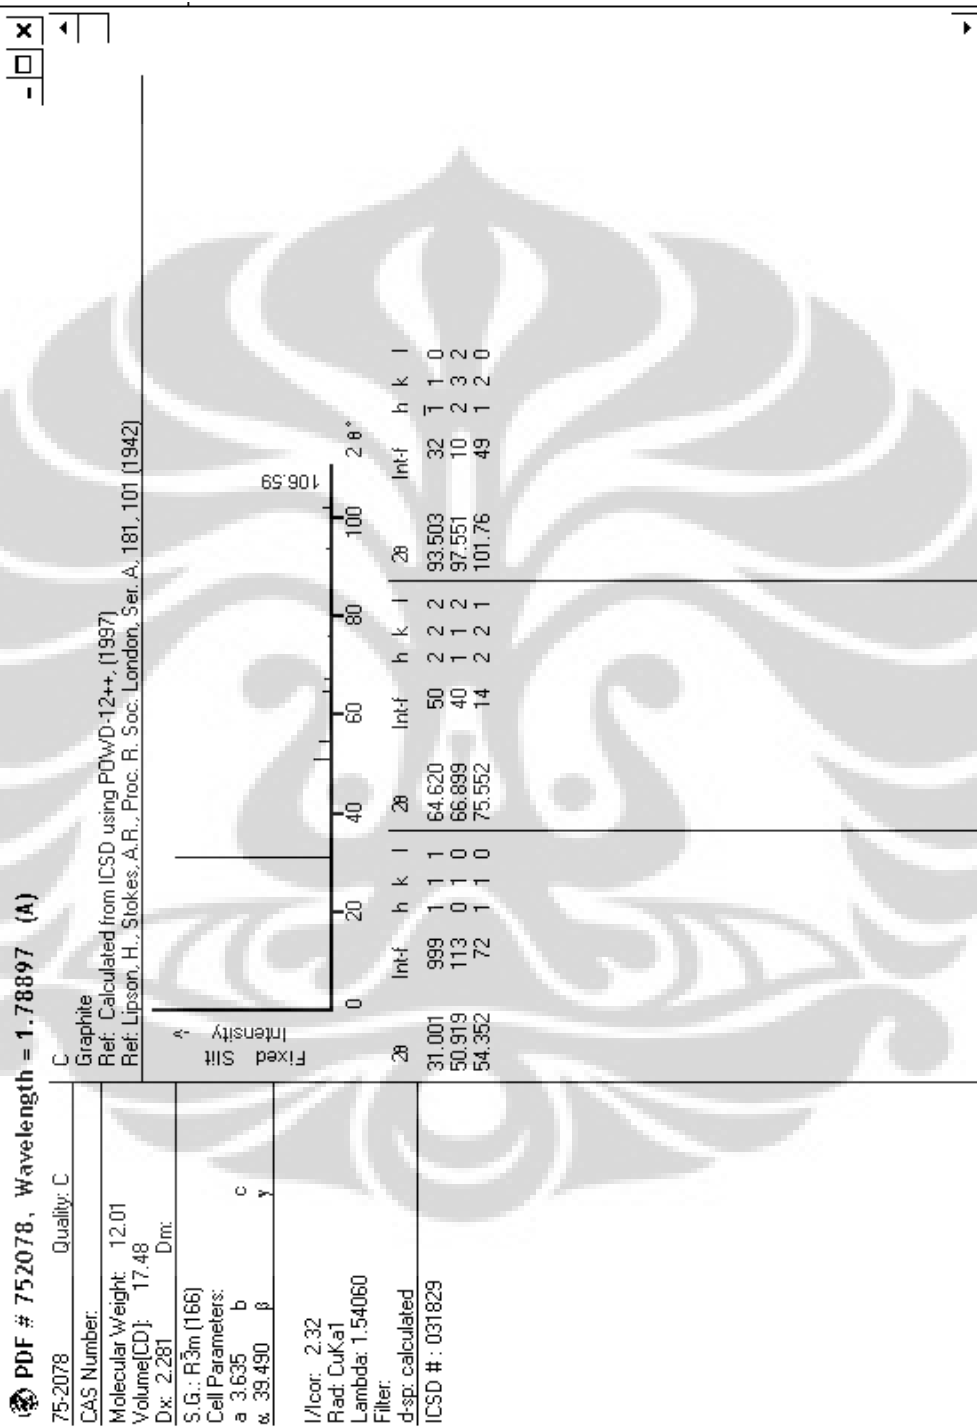 PDF # 752078, Wavelength = 1.78897 (A)
75-2078 Quality: C
CAS Number:
Molecular Weight: 12.01
Volume[CD]: 17.48
Dx: 2.281 Dm:
S.G.: R3̄m (166)
Cell Parameters:
a 3.635 b c
α 39.490 β γ
I/Icor: 2.32
Rad: CuKa1
Lambda: 1.54060
Filter:
d-sp: calculated
ICSD # : 031829
C
Graphite
Ref: Calculated from ICSD using POWD-12++, (1997)
Ref: Lipson, H., Stokes, A.R., Proc. R. Soc. London, Ser. A, 181, 101 (1942)
Fixed Slit
Intensity ->
106.59
0 20 40 60 80 100 2θ°
2θ Int-f h k l 2θ Int-f h k l 2θ Int-f h k l
31.001 999 1 1 1 64.620 50 2 2 2 93.503 32 1̄ 1 0
50.919 113 0 1 0 66.899 40 1 1 2 97.551 10 2 3 2
54.352 72 1 1 0 75.552 14 2 2 1 101.76 49 1 2 0